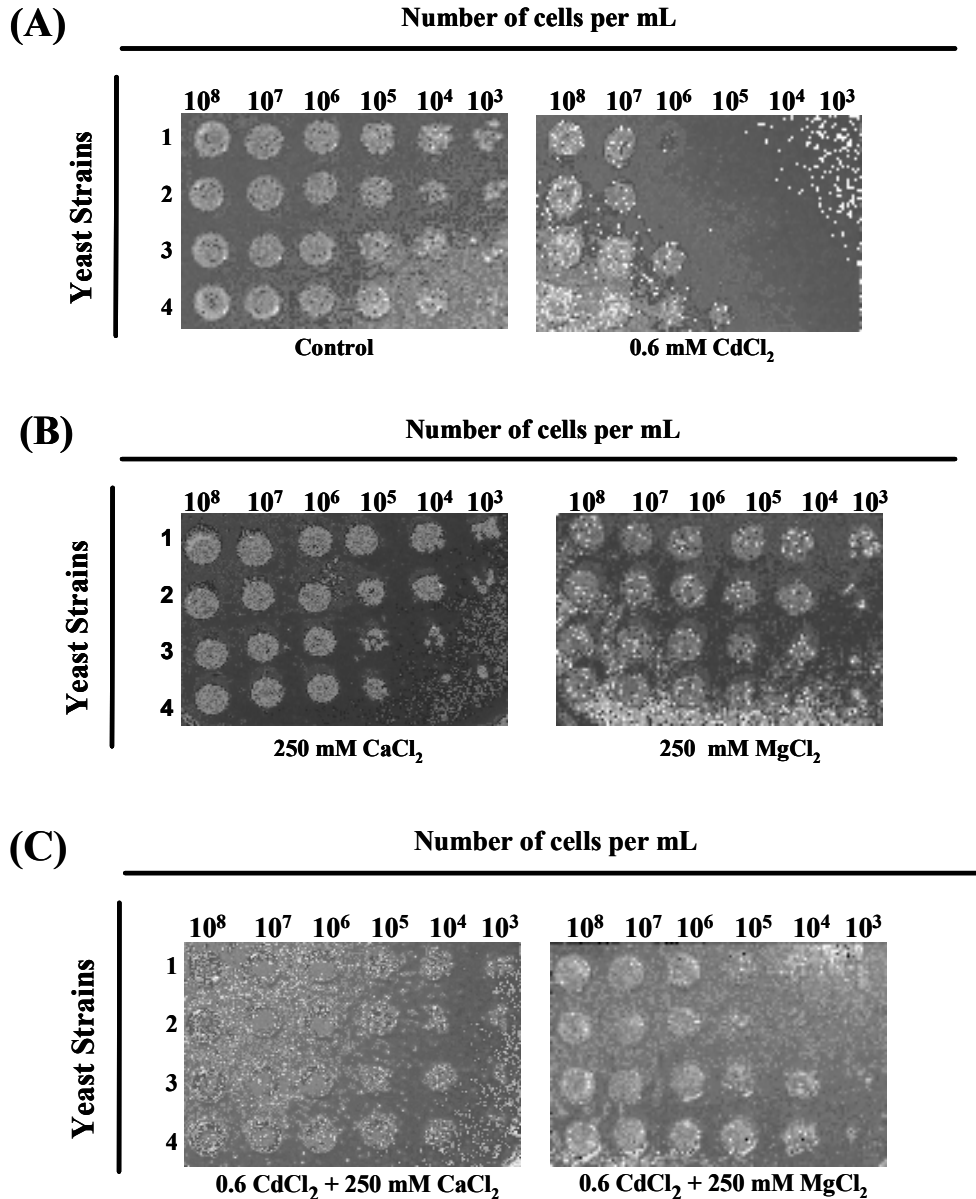 (A)
Number of cells per mL
10⁸ 10⁷ 10⁶ 10⁵ 10⁴ 10³ 10⁸ 10⁷ 10⁶ 10⁵ 10⁴ 10³
Yeast Strains
1
2
3
4
Control 0.6 mM CdCl₂
(B)
Number of cells per mL
10⁸ 10⁷ 10⁶ 10⁵ 10⁴ 10³ 10⁸ 10⁷ 10⁶ 10⁵ 10⁴ 10³
Yeast Strains
1
2
3
4
250 mM CaCl₂ 250 mM MgCl₂
(C)
Number of cells per mL
10⁸ 10⁷ 10⁶ 10⁵ 10⁴ 10³ 10⁸ 10⁷ 10⁶ 10⁵ 10⁴ 10³
Yeast Strains
1
2
3
4
0.6 CdCl₂ + 250 mM CaCl₂ 0.6 CdCl₂ + 250 mM MgCl₂